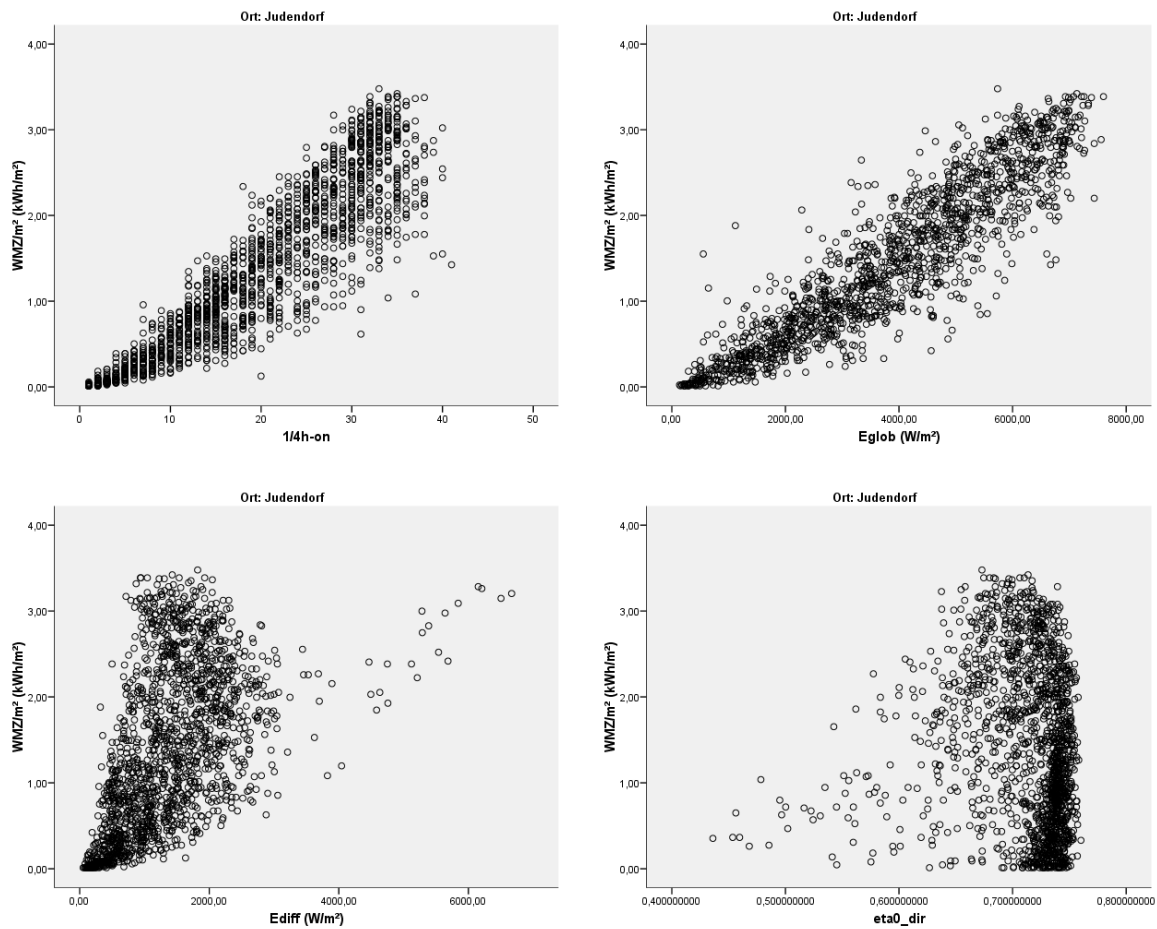 Ort: Judendorf
4,00
3,00
2,00
1,00
0,00
WMZ/m² (kWh/m²)
0 10 20 30 40 50
1/4h-on
Ort: Judendorf
4,00
3,00
2,00
1,00
0,00
WMZ/m² (kWh/m²)
0,00 2000,00 4000,00 6000,00 8000,00
Eglob (W/m²)
Ort: Judendorf
4,00
3,00
2,00
1,00
0,00
WMZ/m² (kWh/m²)
0,00 2000,00 4000,00 6000,00
Ediff (W/m²)
Ort: Judendorf
4,00
3,00
2,00
1,00
0,00
WMZ/m² (kWh/m²)
0,400000000 0,500000000 0,600000000 0,700000000 0,800000000
eta0_dir